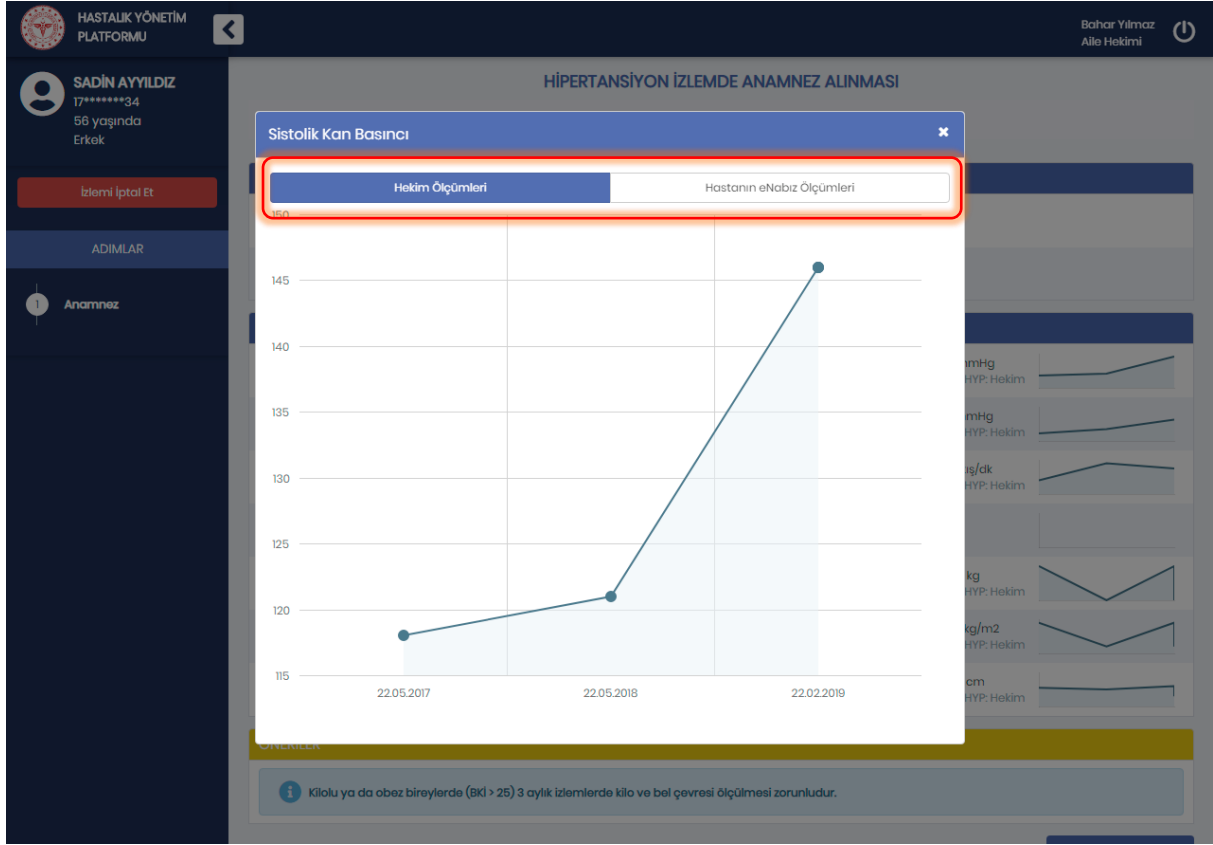 HASTALIK YÖNETİM
PLATFORMU
Bahar Yılmaz
Aile Hekimi
SADİN AYYILDIZ
17*******34
56 yaşında
Erkek
İzlemi İptal Et
ADIMLAR
1
Anamnez
HİPERTANSİYON İZLEMDE ANAMNEZ ALINMASI
Sistolik Kan Basıncı
Hekim Ölçümleri
Hastanın eNabız Ölçümleri
150
145
140
135
130
125
120
115
22.05.2017
22.05.2018
22.02.2019
HYP: Hekim
mHg
HYP: Hekim
HYP: Hekim
kg
HYP: Hekim
kg/m2
HYP: Hekim
cm
HYP: Hekim
ÖNERİLER
Kilolu ya da obez bireylerde (BKİ > 25) 3 aylık izlemlerde kilo ve bel çevresi ölçülmesi zorunludur.